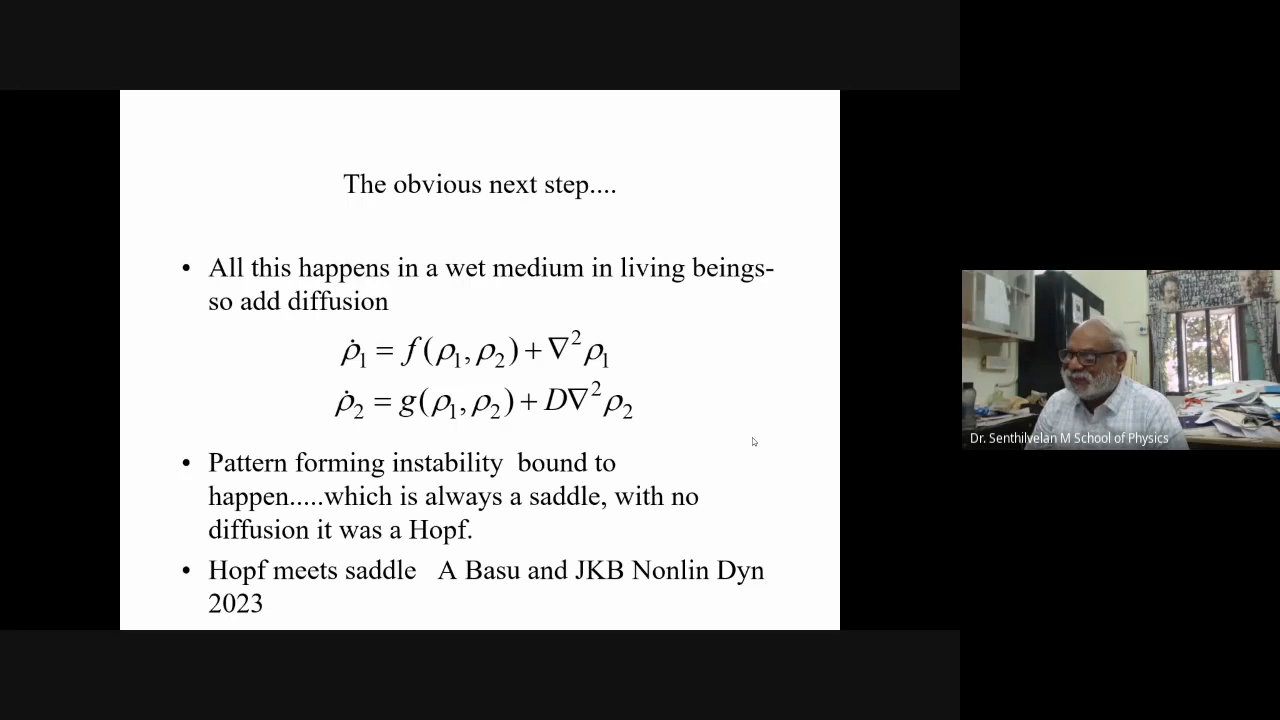 The obvious next step....
• All this happens in a wet medium in living beings-
so add diffusion
ρ̇₁ = f(ρ₁, ρ₂) + ∇²ρ₁
ρ̇₂ = g(ρ₁, ρ₂) + D∇²ρ₂
• Pattern forming instability bound to
happen.....which is always a saddle, with no
diffusion it was a Hopf.
• Hopf meets saddle A Basu and JKB Nonlin Dyn
2023
Dr. Senthilvelan M School of Physics